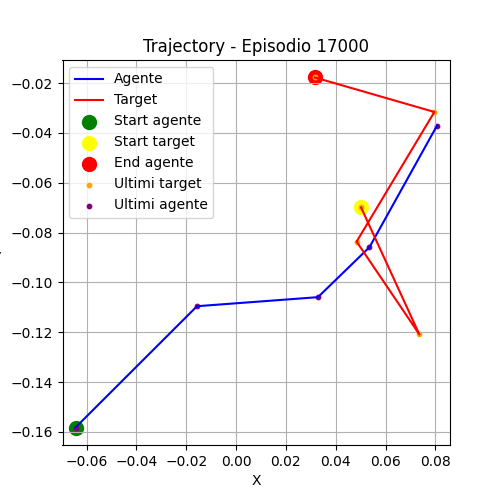 Trajectory - Episodio 17000
Agente
Target
Start agente
Start target
End agente
Ultimi target
Ultimi agente
−0.02
−0.04
−0.06
−0.08
−0.10
−0.12
−0.14
−0.16
−0.06 −0.04 −0.02 0.00 0.02 0.04 0.06 0.08
X